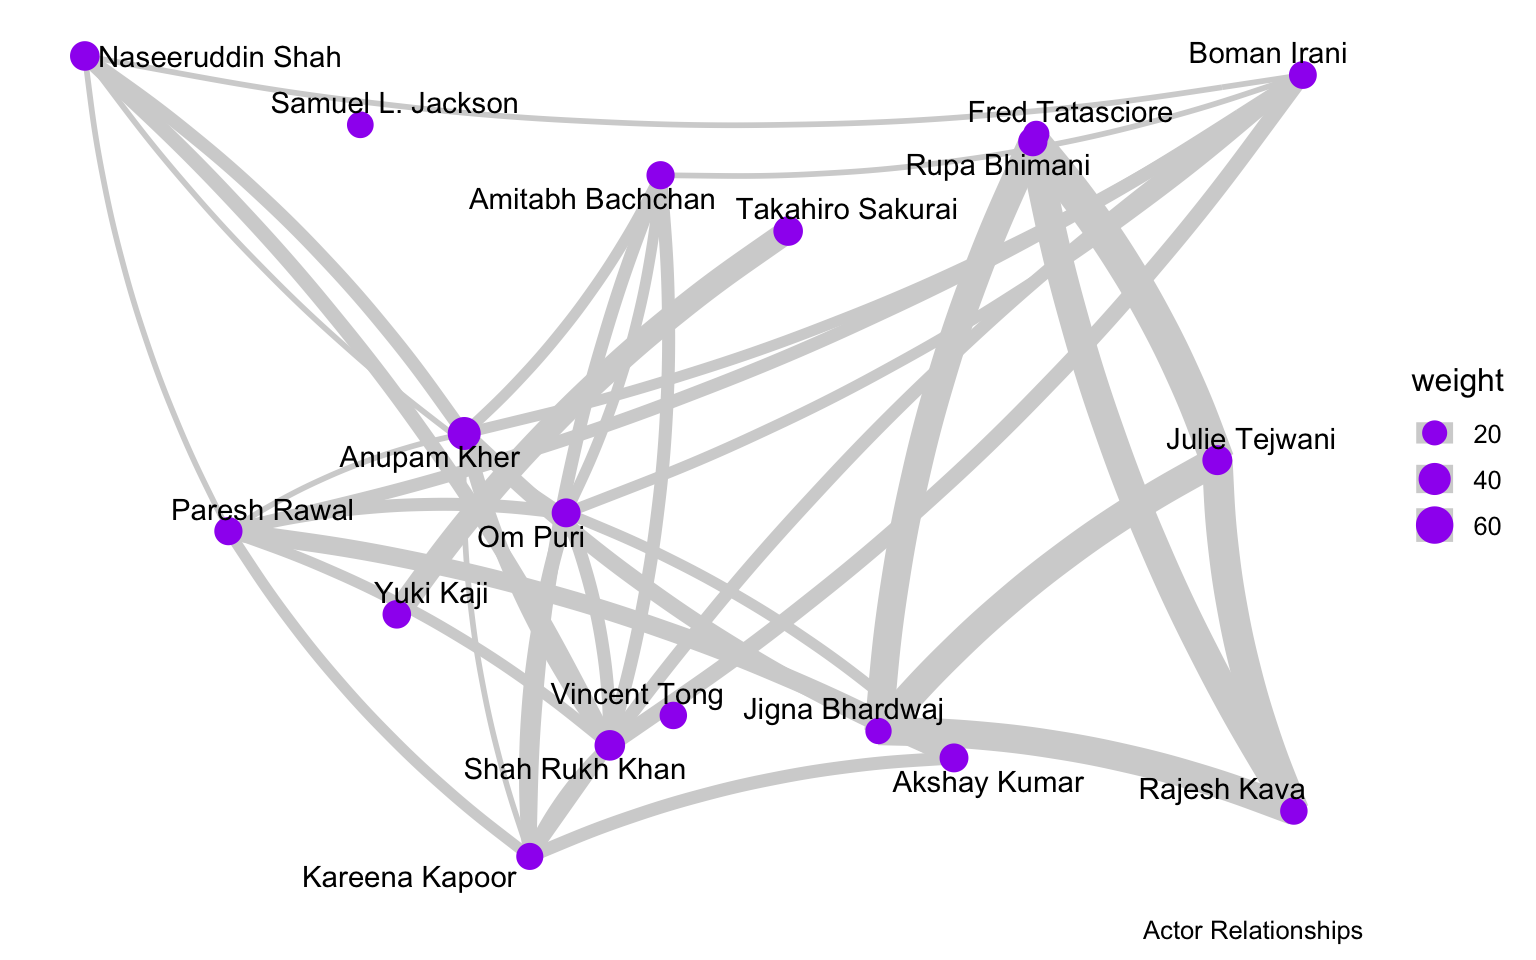 Boman Irani
Naseeruddin Shah
Samuel L. Jackson
Fred Tatasciore
Rupa Bhimani
Amitabh Bachchan
Takahiro Sakurai
weight
20
40
60
Julie Tejwani
Anupam Kher
Paresh Rawal
Om Puri
Yuki Kaji
Vincent Tong
Jigna Bhardwaj
Shah Rukh Khan
Akshay Kumar
Rajesh Kava
Kareena Kapoor
Actor Relationships